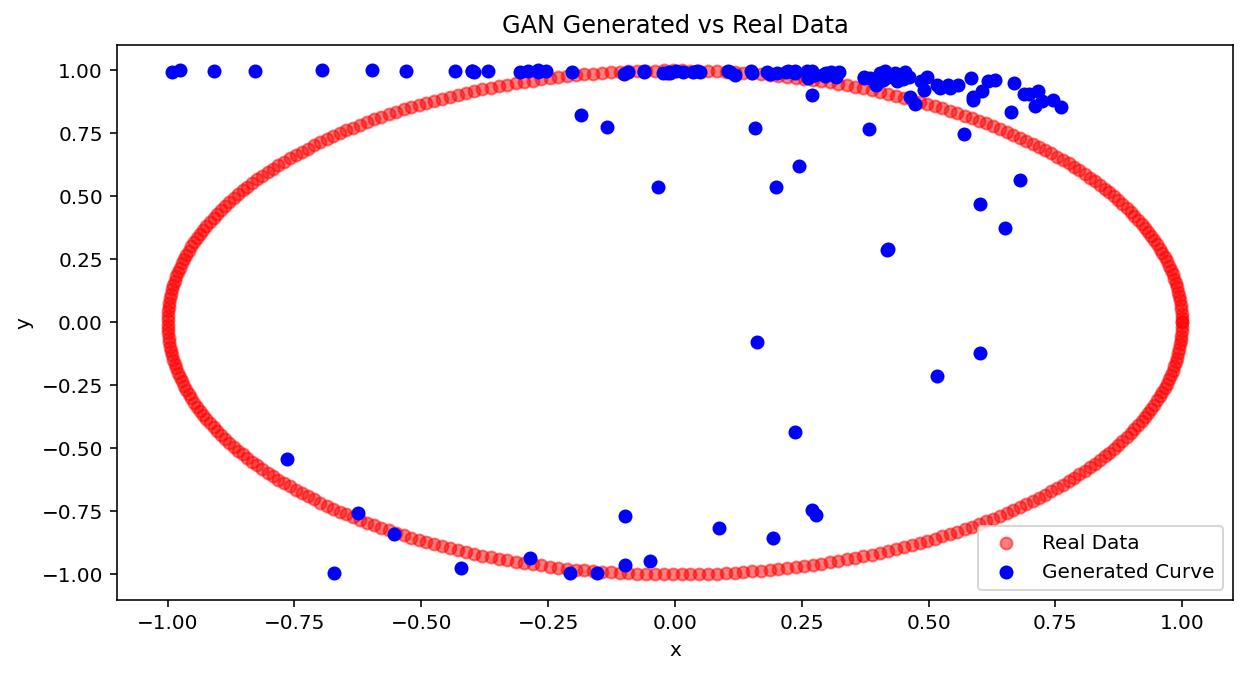 GAN Generated vs Real Data
1.00
0.75
0.50
0.25
0.00
−0.25
−0.50
−0.75
−1.00
y
Real Data
Generated Curve
−1.00 −0.75 −0.50 −0.25 0.00 0.25 0.50 0.75 1.00
x